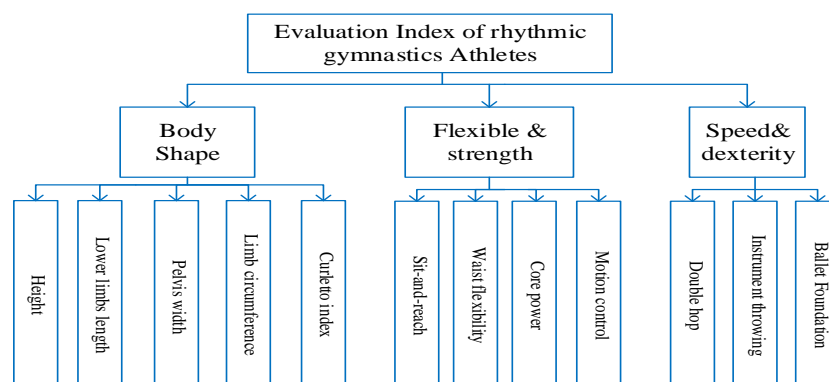 Evaluation Index of rhythmic
gymnastics Athletes
Body
Shape
Flexible &
strength
Speed&
dexterity
Height
Lower limbs length
Pelvis width
Limb circumference
Curletto index
Sit-and-reach
Waist flexibility
Core power
Motion control
Double hop
Instrument throwing
Ballet Foundation